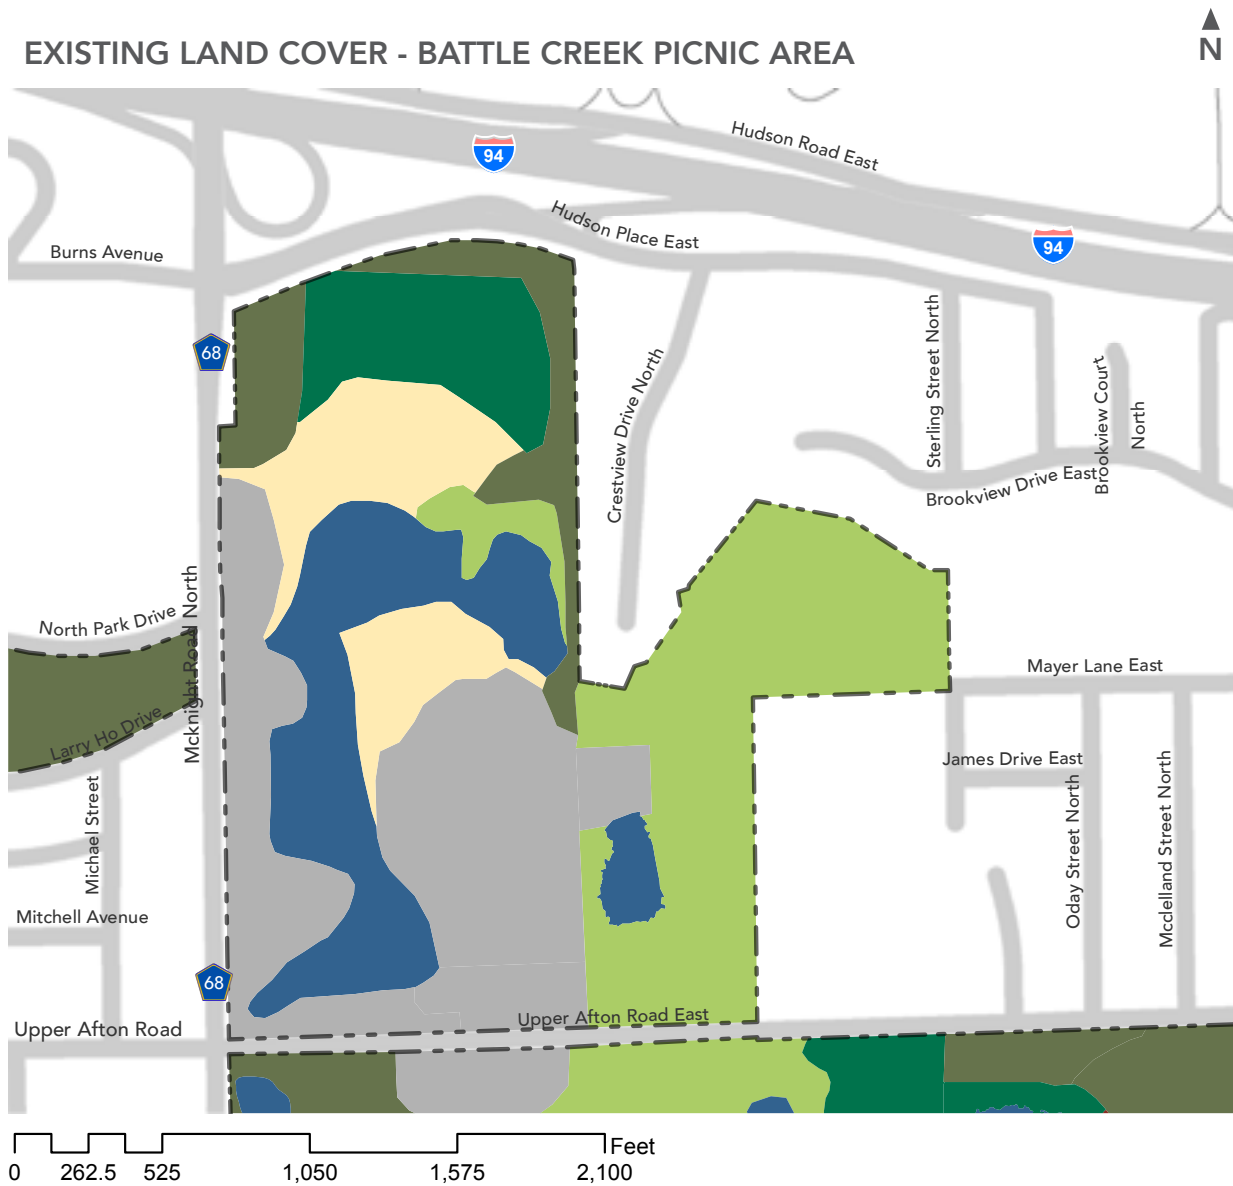 EXISTING LAND COVER - BATTLE CREEK PICNIC AREA
N
Hudson Road East
94
Hudson Place East
94
Burns Avenue
68
Sterling Street North
Crestview Drive North
Brookview Court
North
Brookview Drive East
North Park Drive
Mcknight Road North
Larry Ho Drive
Mayer Lane East
James Drive East
Michael Street
Oday Street North
Mcclelland Street North
Mitchell Avenue
68
Upper Afton Road East
Upper Afton Road
Feet
0 262.5 525 1,050 1,575 2,100